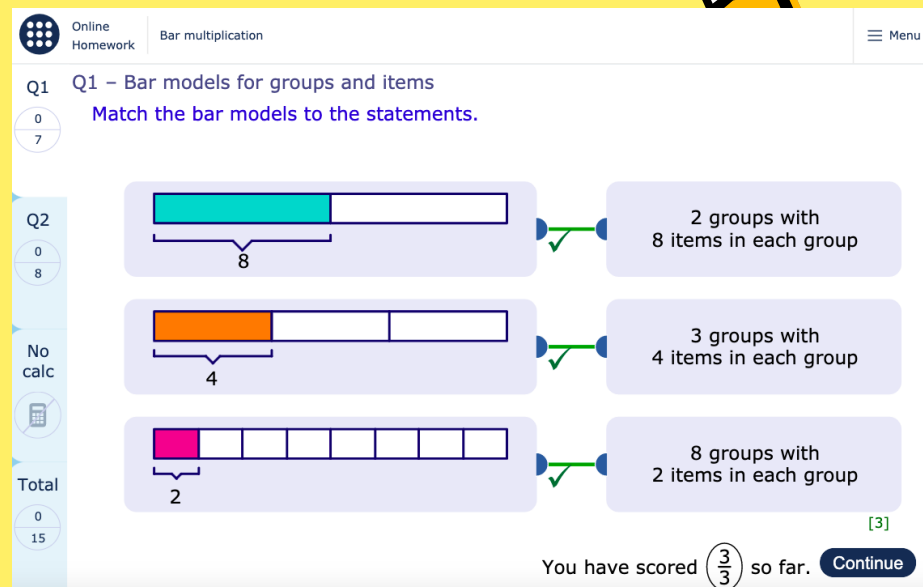 Online
Homework
Bar multiplication
Menu
Q1
0
7
Q1 – Bar models for groups and items
Match the bar models to the statements.
Q2
0
8
8
2 groups with
8 items in each group
4
3 groups with
4 items in each group
No
calc
2
8 groups with
2 items in each group
Total
0
15
[3]
You have scored 3/3 so far.
Continue